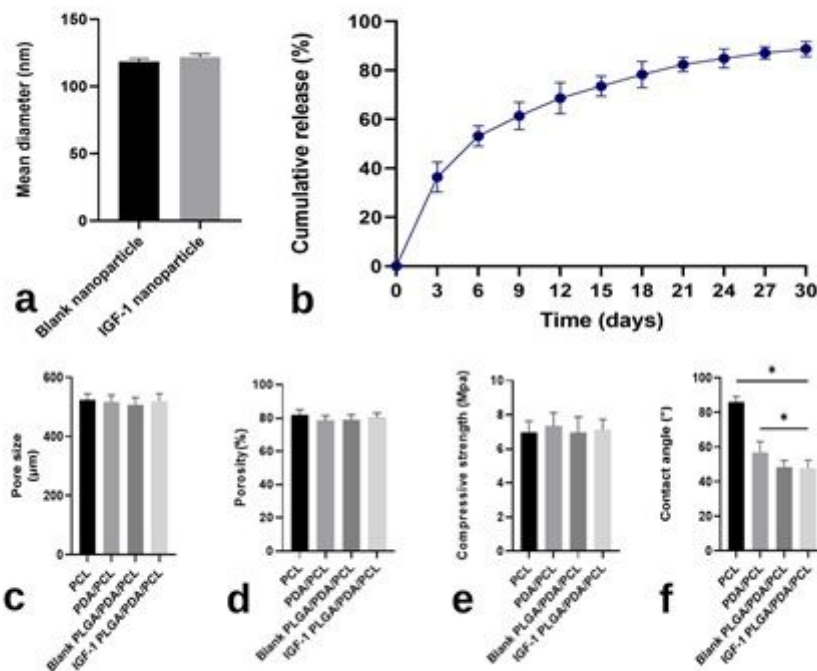 150
100
50
0
Mean diameter (nm)
Blank nanoparticle
IGF-1 nanoparticle
a
100
80
60
40
20
0
Cumulative release (%)
0 3 6 9 12 15 18 21 24 27 30
Time (days)
b
600
400
200
0
Pore size
(μm)
PCL
PDA/PCL
Blank PLGA/PDA/PCL
IGF-1 PLGA/PDA/PCL
c
100
80
60
40
20
0
Porosity(%)
PCL
PDA/PCL
Blank PLGA/PDA/PCL
IGF-1 PLGA/PDA/PCL
d
10
8
6
4
2
0
Compressive strength (Mpa)
PCL
PDA/PCL
Blank PLGA/PDA/PCL
IGF-1 PLGA/PDA/PCL
e
100
80
60
40
20
0
Contact angle (°)
*
*
PCL
PDA/PCL
Blank PLGA/PDA/PCL
IGF-1 PLGA/PDA/PCL
f